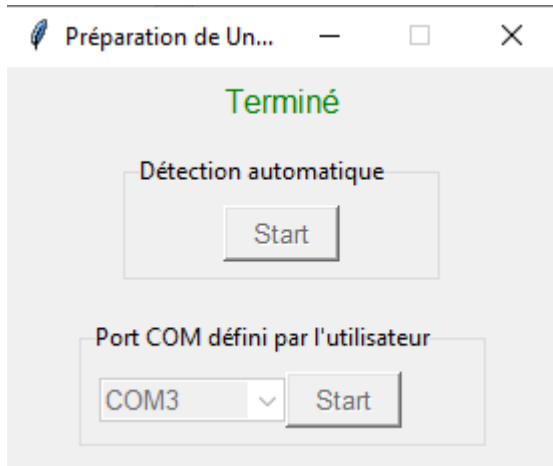 Préparation de Un...
Terminé
Détection automatique
Start
Port COM défini par l'utilisateur
COM3 Start